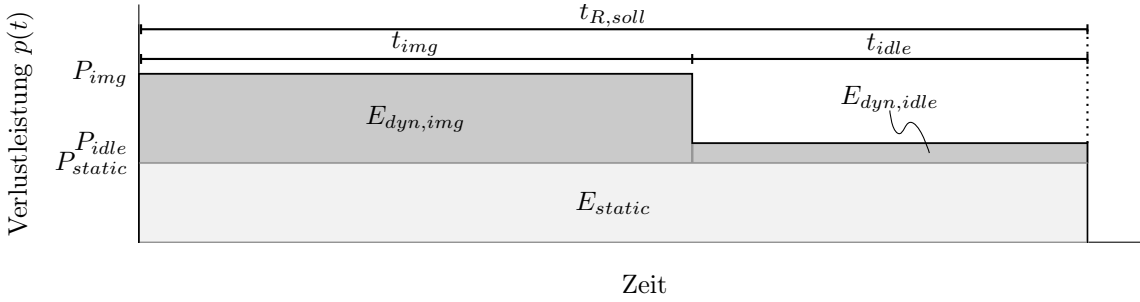 t_{R,soll}
t_{img}
t_{idle}
P_{img}
E_{dyn,img}
E_{dyn,idle}
P_{idle}
P_{static}
E_{static}
Verlustleistung p(t)
Zeit